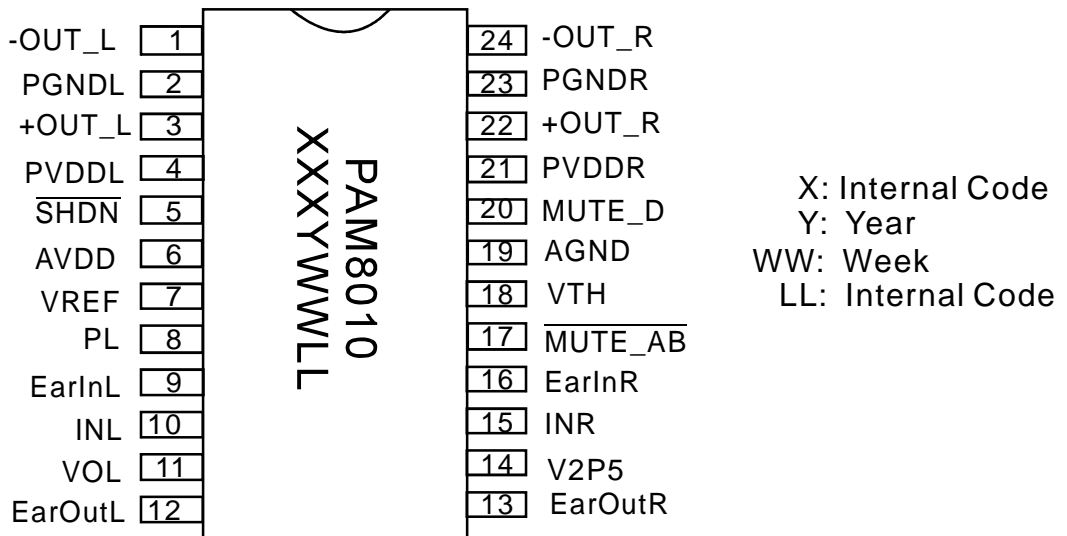 -OUT_L 1
PGNDL 2
+OUT_L 3
PVDDL 4
SHDN 5
AVDD 6
VREF 7
PL 8
EarInL 9
INL 10
VOL 11
EarOutL 12
PAM8010
XXXYWWLL
24 -OUT_R
23 PGNDR
22 +OUT_R
21 PVDDR
20 MUTE_D
19 AGND
18 VTH
17 MUTE_AB
16 EarInR
15 INR
14 V2P5
13 EarOutR
X: Internal Code
Y: Year
WW: Week
LL: Internal Code